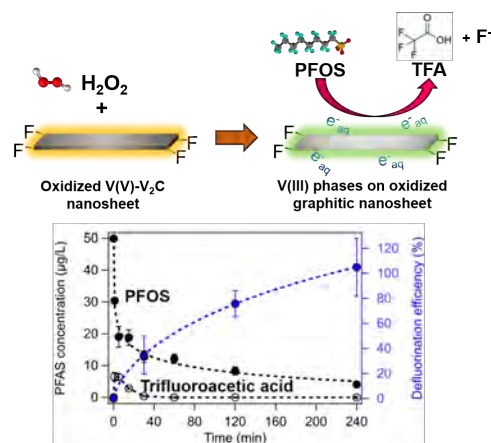 H₂O₂
+
F
F
F
F
Oxidized V(V)-V₂C
nanosheet
PFOS
O
F
F
F
OH
TFA
+ F⁻
e⁻aq
e⁻aq
e⁻aq
e⁻aq
F
F
F
F
V(III) phases on oxidized
graphitic nanosheet
PFAS concentration (µg/L)
50
40
30
20
10
0
PFOS
Trifluoroacetic acid
Defluorination efficiency (%)
120
100
80
60
40
20
0
0
60
120
180
240
Time (min)